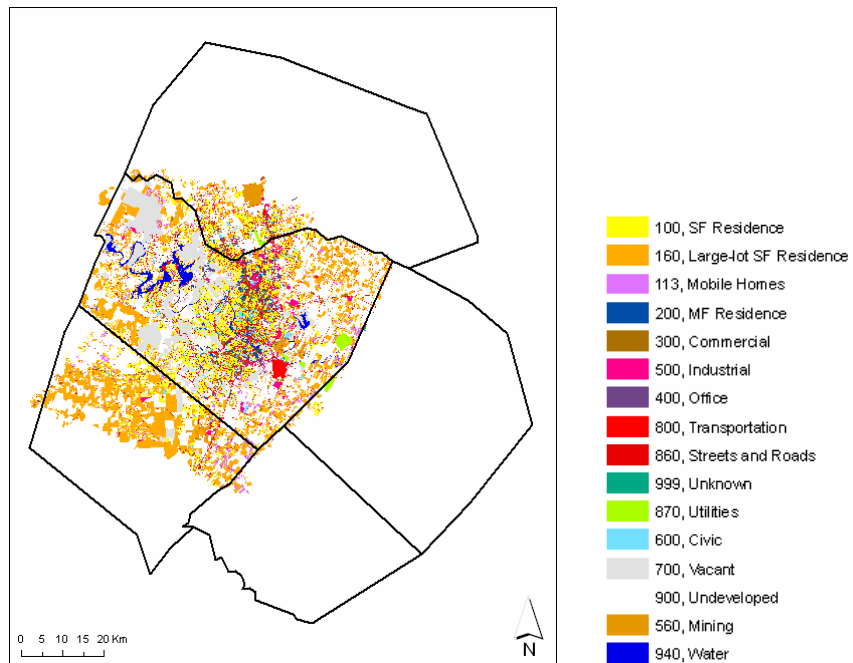 100, SF Residence
160, Large-lot SF Residence
113, Mobile Homes
200, MF Residence
300, Commercial
500, Industrial
400, Office
800, Transportation
860, Streets and Roads
999, Unknown
870, Utilities
600, Civic
700, Vacant
900, Undeveloped
560, Mining
940, Water
0 5 10 15 20 Km
N